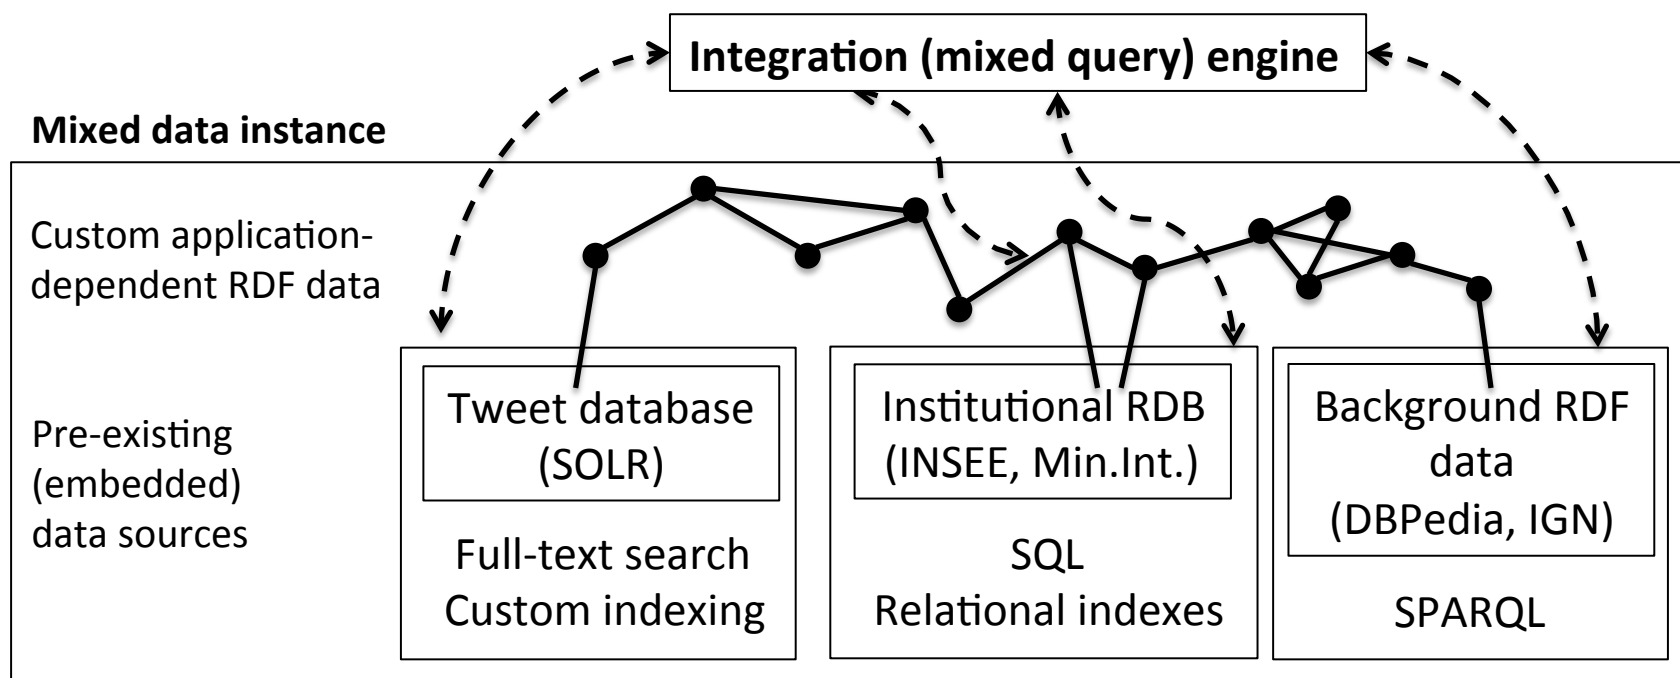 Integration (mixed query) engine
Mixed data instance
Custom application-
dependent RDF data
Pre-existing
(embedded)
data sources
Tweet database
(SOLR)
Full-text search
Custom indexing
Institutional RDB
(INSEE, Min.Int.)
SQL
Relational indexes
Background RDF
data
(DBPedia, IGN)
SPARQL